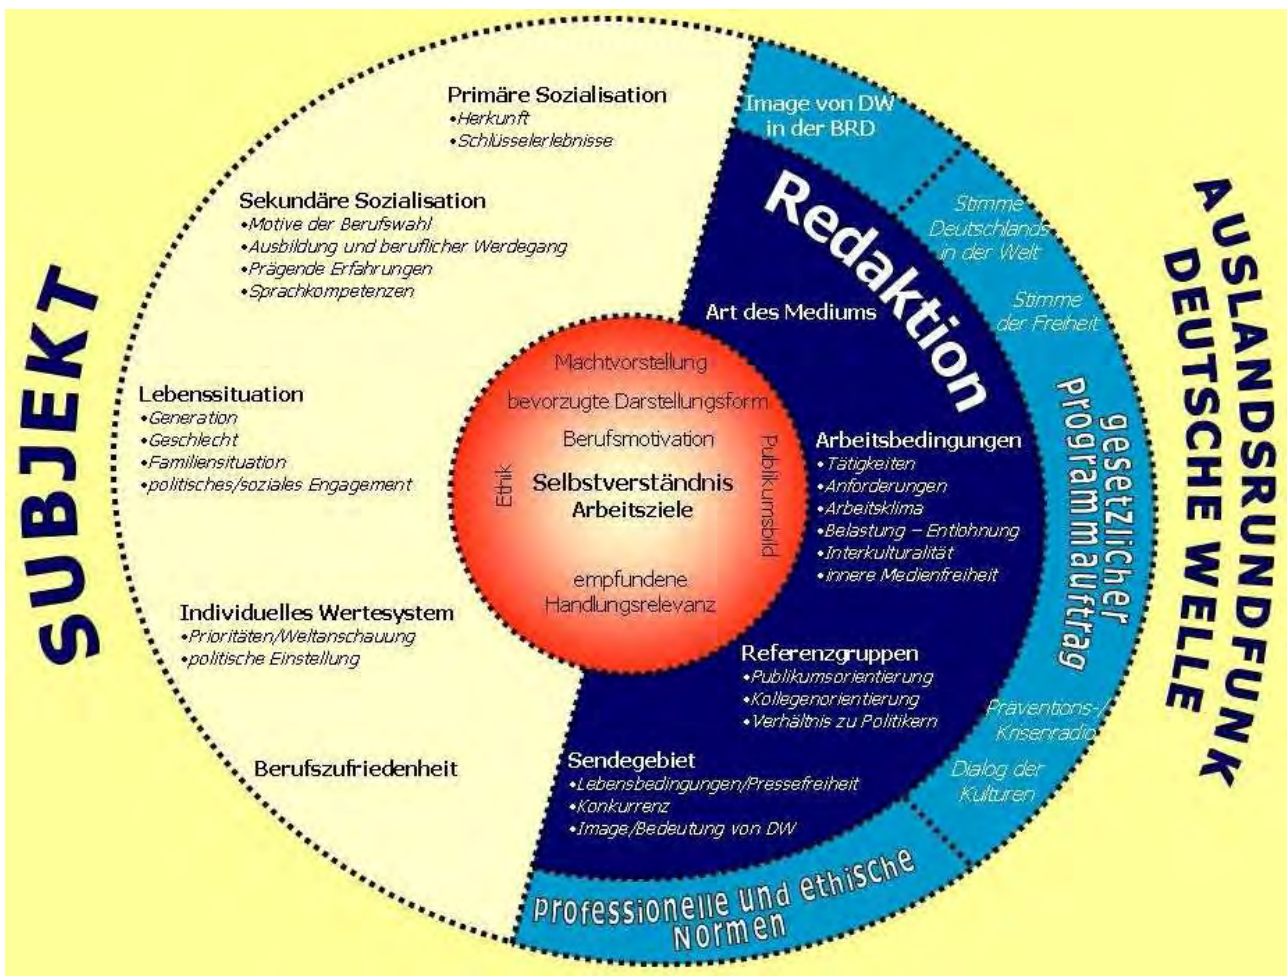 SUBJEKT
Primäre Sozialisation
•Herkunft
•Schlüsselerlebnisse
Sekundäre Sozialisation
•Motive der Berufswahl
•Ausbildung und beruflicher Werdegang
•Prägende Erfahrungen
•Sprachkompetenzen
Lebenssituation
•Generation
•Geschlecht
•Familiensituation
•politisches/soziales Engagement
Individuelles Wertesystem
•Prioritäten/Weltanschauung
•politische Einstellung
Berufszufriedenheit
Machtvorstellung
bevorzugte Darstellungsform
Berufsmotivation
Ethik
Selbstverständnis
Arbeitsziele
Publikumsbild
empfundene
Handlungsrelevanz
Redaktion
Art des Mediums
Arbeitsbedingungen
•Tätigkeiten
•Anforderungen
•Arbeitsklima
•Belastung – Entlohnung
•Interkulturalität
•innere Medienfreiheit
Referenzgruppen
•Publikumsorientierung
•Kollegenorientierung
•Verhältnis zu Politikern
Sendegebiet
•Lebensbedingungen/Pressefreiheit
•Konkurrenz
•Image/Bedeutung von DW
Image von DW
in der BRD
Stimme
Deutschlands
in der Welt
Stimme
der Freiheit
gesetzlicher
Programmauftrag
Präventions-/
Krisenradio
Dialog der
Kulturen
professionelle und ethische
Normen
AUSLANDSRUNDFUNK
DEUTSCHE WELLE